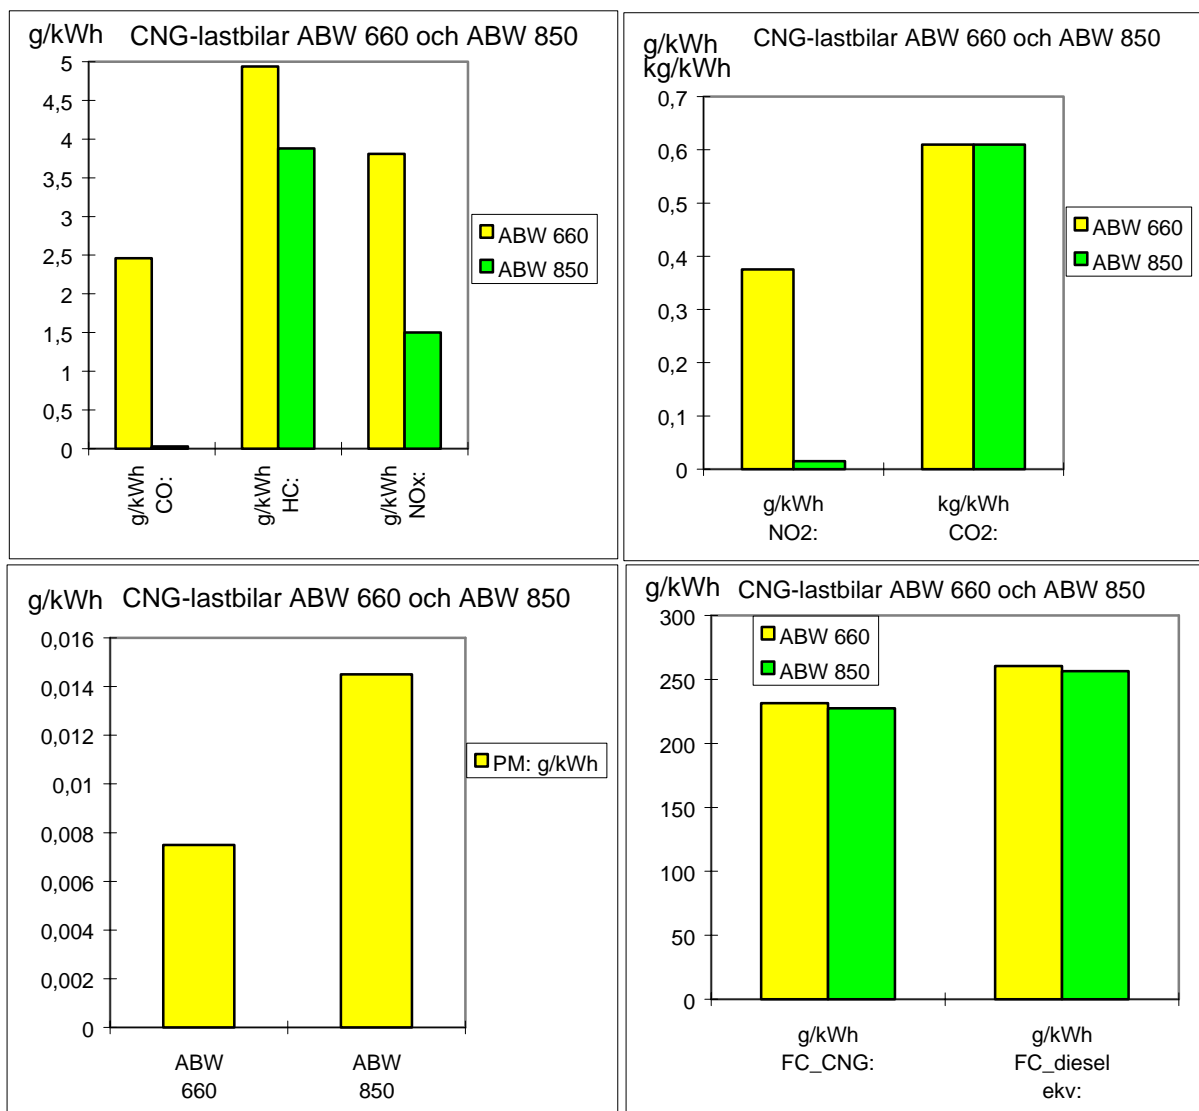 g/kWh CNG-lastbilar ABW 660 och ABW 850
5
4,5
4
3,5
3
2,5
2
1,5
1
0,5
0
g/kWh
CO:
g/kWh
HC:
g/kWh
NOx:
ABW 660
ABW 850
g/kWh CNG-lastbilar ABW 660 och ABW 850
kg/kWh
0,7
0,6
0,5
0,4
0,3
0,2
0,1
0
g/kWh
NO2:
kg/kWh
CO2:
ABW 660
ABW 850
g/kWh CNG-lastbilar ABW 660 och ABW 850
0,016
0,014
0,012
0,01
0,008
0,006
0,004
0,002
0
ABW
660
ABW
850
PM: g/kWh
g/kWh CNG-lastbilar ABW 660 och ABW 850
300
250
200
150
100
50
0
ABW 660
ABW 850
g/kWh
FC_CNG:
g/kWh
FC_diesel
ekv: